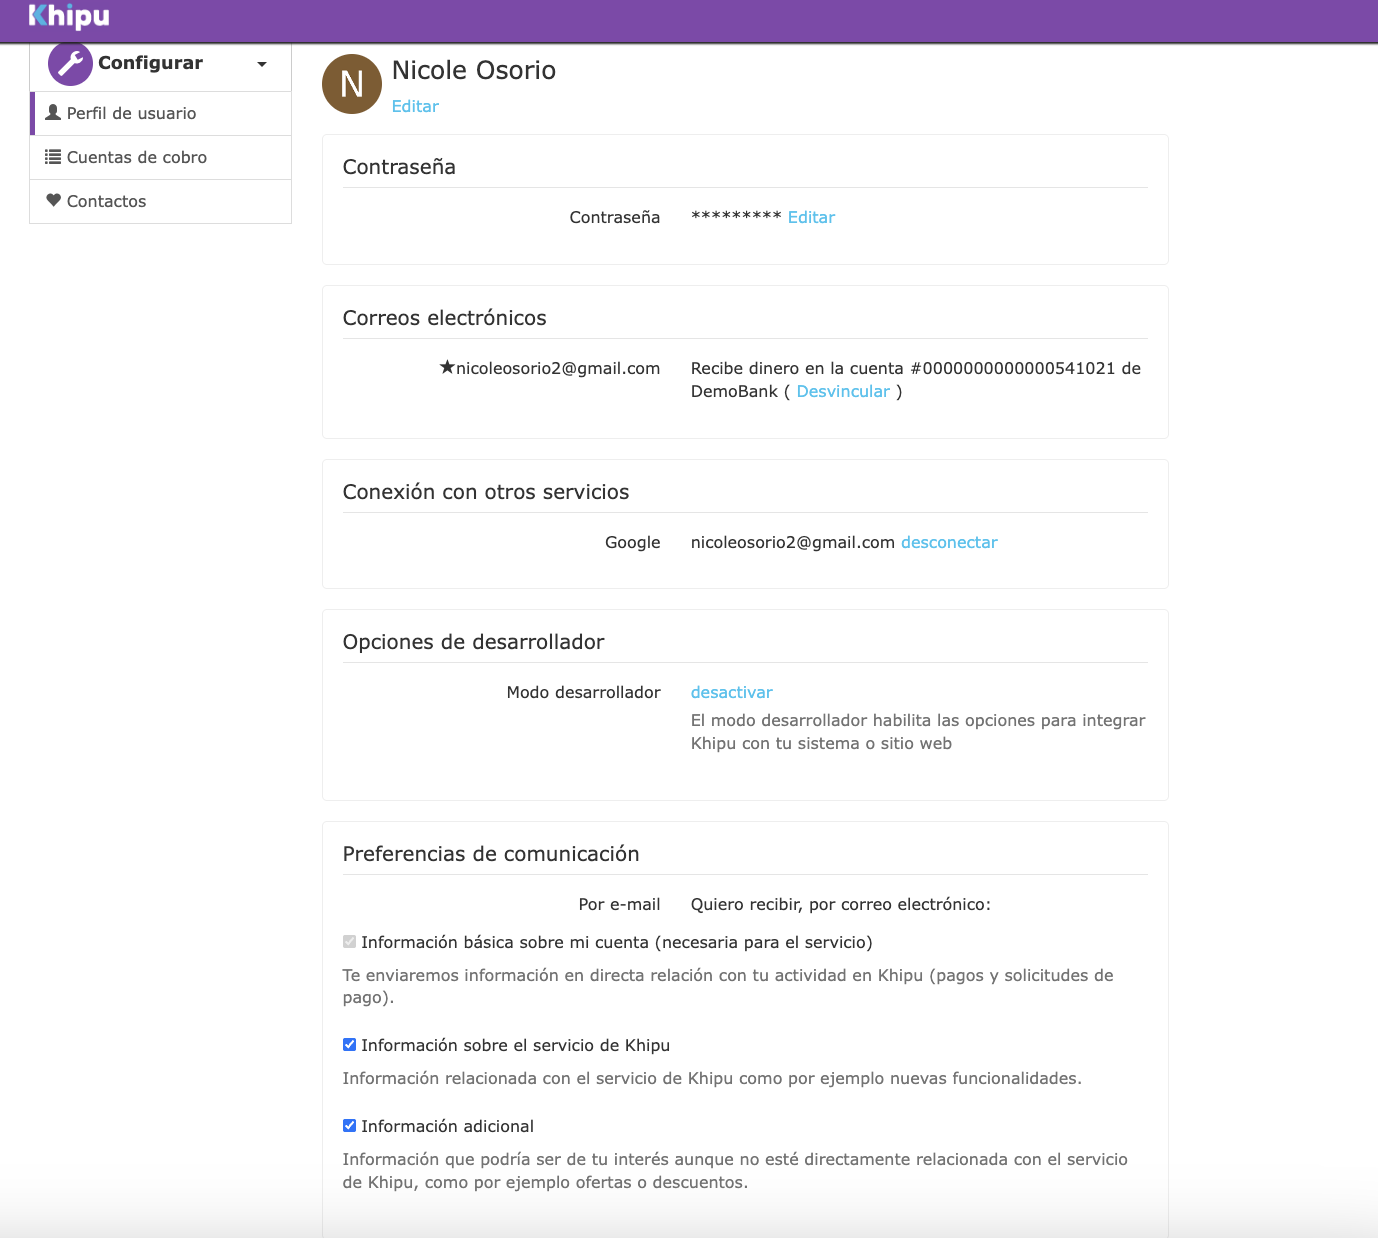 Khipu
Configurar
Perfil de usuario
Cuentas de cobro
Contactos
N
Nicole Osorio
Editar
Contraseña
Contraseña ********* Editar
Correos electrónicos
★nicoleosorio2@gmail.com Recibe dinero en la cuenta #0000000000000541021 de
DemoBank ( Desvincular )
Conexión con otros servicios
Google nicoleosorio2@gmail.com desconectar
Opciones de desarrollador
Modo desarrollador desactivar
El modo desarrollador habilita las opciones para integrar
Khipu con tu sistema o sitio web
Preferencias de comunicación
Por e-mail Quiero recibir, por correo electrónico:
Información básica sobre mi cuenta (necesaria para el servicio)
Te enviaremos información en directa relación con tu actividad en Khipu (pagos y solicitudes de
pago).
Información sobre el servicio de Khipu
Información relacionada con el servicio de Khipu como por ejemplo nuevas funcionalidades.
Información adicional
Información que podría ser de tu interés aunque no esté directamente relacionada con el servicio
de Khipu, como por ejemplo ofertas o descuentos.